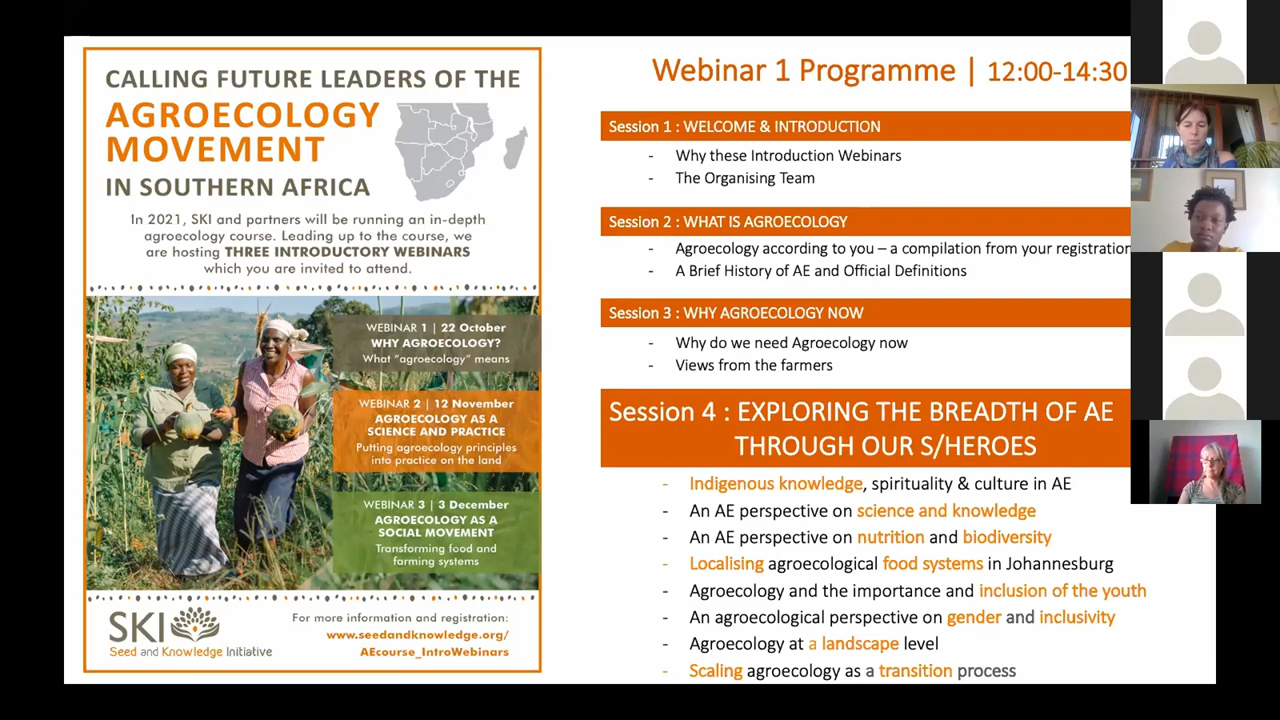 CALLING FUTURE LEADERS OF THE
AGROECOLOGY
MOVEMENT
IN SOUTHERN AFRICA
In 2021, SKI and partners will be running an in-depth
agroecology course. Leading up to the course, we
are hosting THREE INTRODUCTORY WEBINARS
which you are invited to attend.
WEBINAR 1 | 22 October
WHY AGROECOLOGY?
What “agroecology” means
WEBINAR 2 | 12 November
AGROECOLOGY AS A
SCIENCE AND PRACTICE
Putting agroecology principles
into practice on the land
WEBINAR 3 | 3 December
AGROECOLOGY AS A
SOCIAL MOVEMENT
Transforming food and
farming systems
SKI
Seed and Knowledge Initiative
For more information and registration:
www.seedandknowledge.org/
AEcourse_IntroWebinars
Webinar 1 Programme | 12:00-14:30
Session 1 : WELCOME & INTRODUCTION
- Why these Introduction Webinars
- The Organising Team
Session 2 : WHAT IS AGROECOLOGY
- Agroecology according to you – a compilation from your registration
- A Brief History of AE and Official Definitions
Session 3 : WHY AGROECOLOGY NOW
- Why do we need Agroecology now
- Views from the farmers
Session 4 : EXPLORING THE BREADTH OF AE
THROUGH OUR S/HEROES
- Indigenous knowledge, spirituality & culture in AE
- An AE perspective on science and knowledge
- An AE perspective on nutrition and biodiversity
- Localising agroecological food systems in Johannesburg
- Agroecology and the importance and inclusion of the youth
- An agroecological perspective on gender and inclusivity
- Agroecology at a landscape level
- Scaling agroecology as a transition process